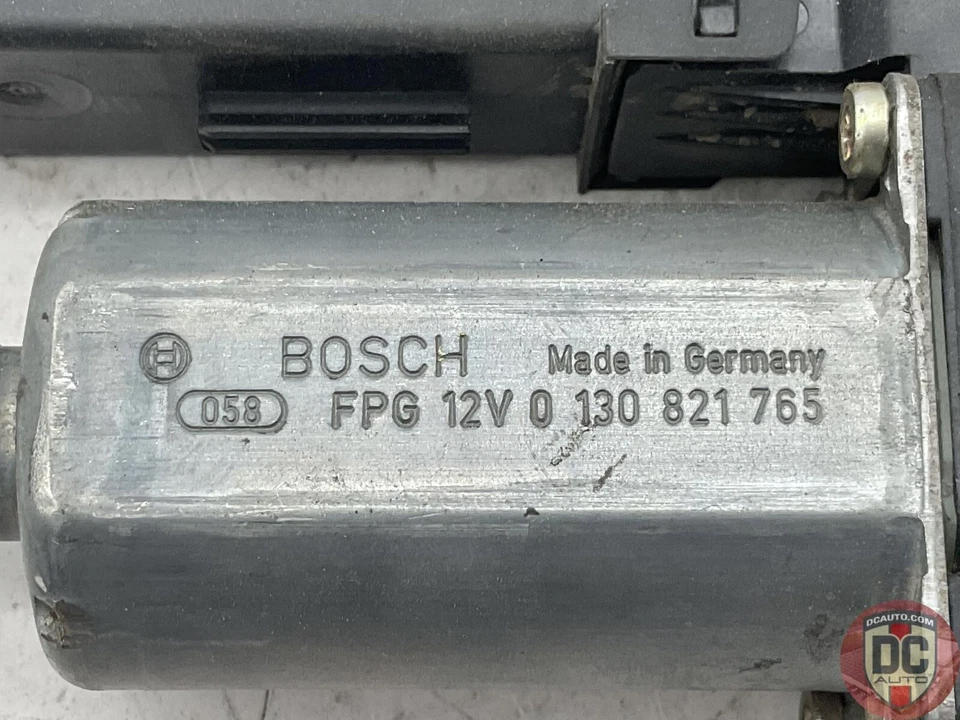 BOSCH Made in Germany
058 FPG 12V 0 130 821 765
DCAUTO.COM
DC
AUTO